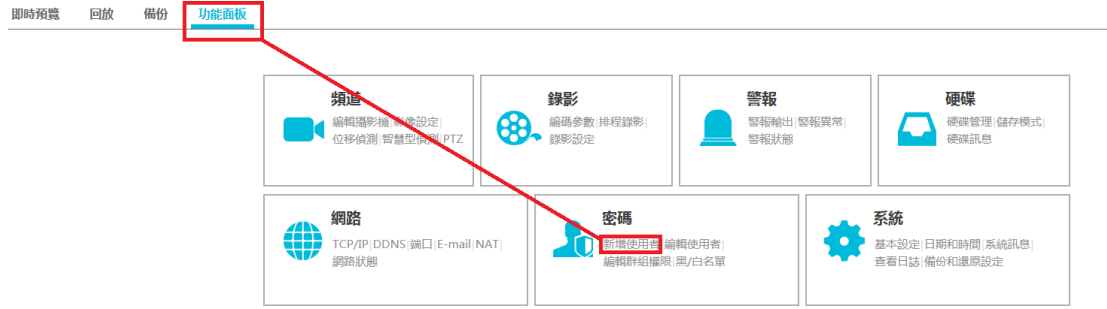 即時預覽 回放 備份 功能面板
頻道
編輯攝影機|影像設定|
位移偵測|智慧型偵測|PTZ
錄影
編碼參數|排程錄影|
錄影設定
警報
警報輸出|警報異常|
警報狀態
硬碟
硬碟管理|儲存模式|
硬碟訊息
網路
TCP/IP|DDNS|端口|E-mail|NAT|
網路狀態
密碼
新增使用者|編輯使用者|
編輯群組權限|黑/白名單
系統
基本設定|日期和時間|系統訊息|
查看日誌|備份和還原設定